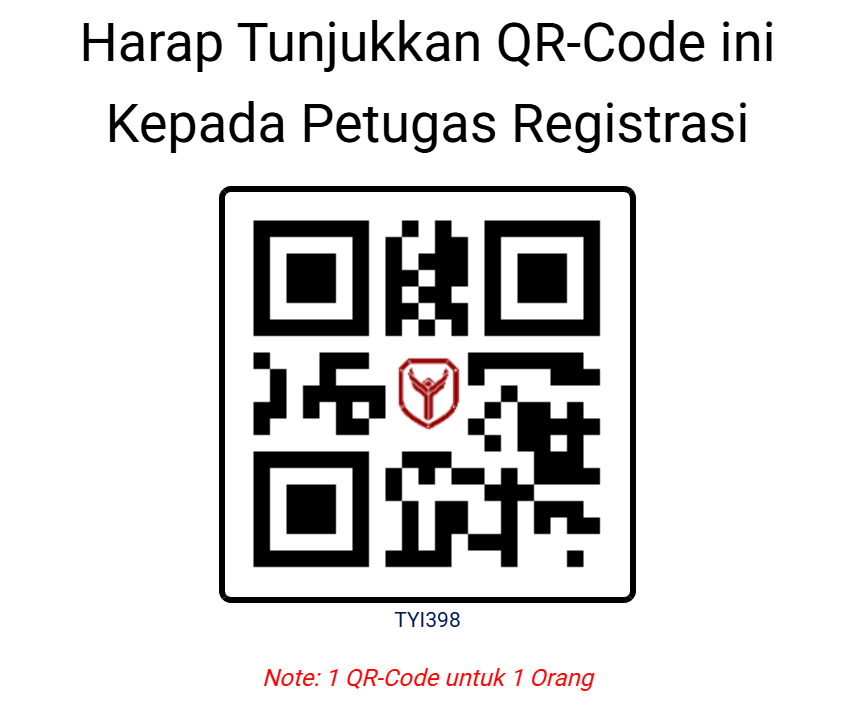 Harap Tunjukkan QR-Code ini
Kepada Petugas Registrasi
TYI398
Note: 1 QR-Code untuk 1 Orang